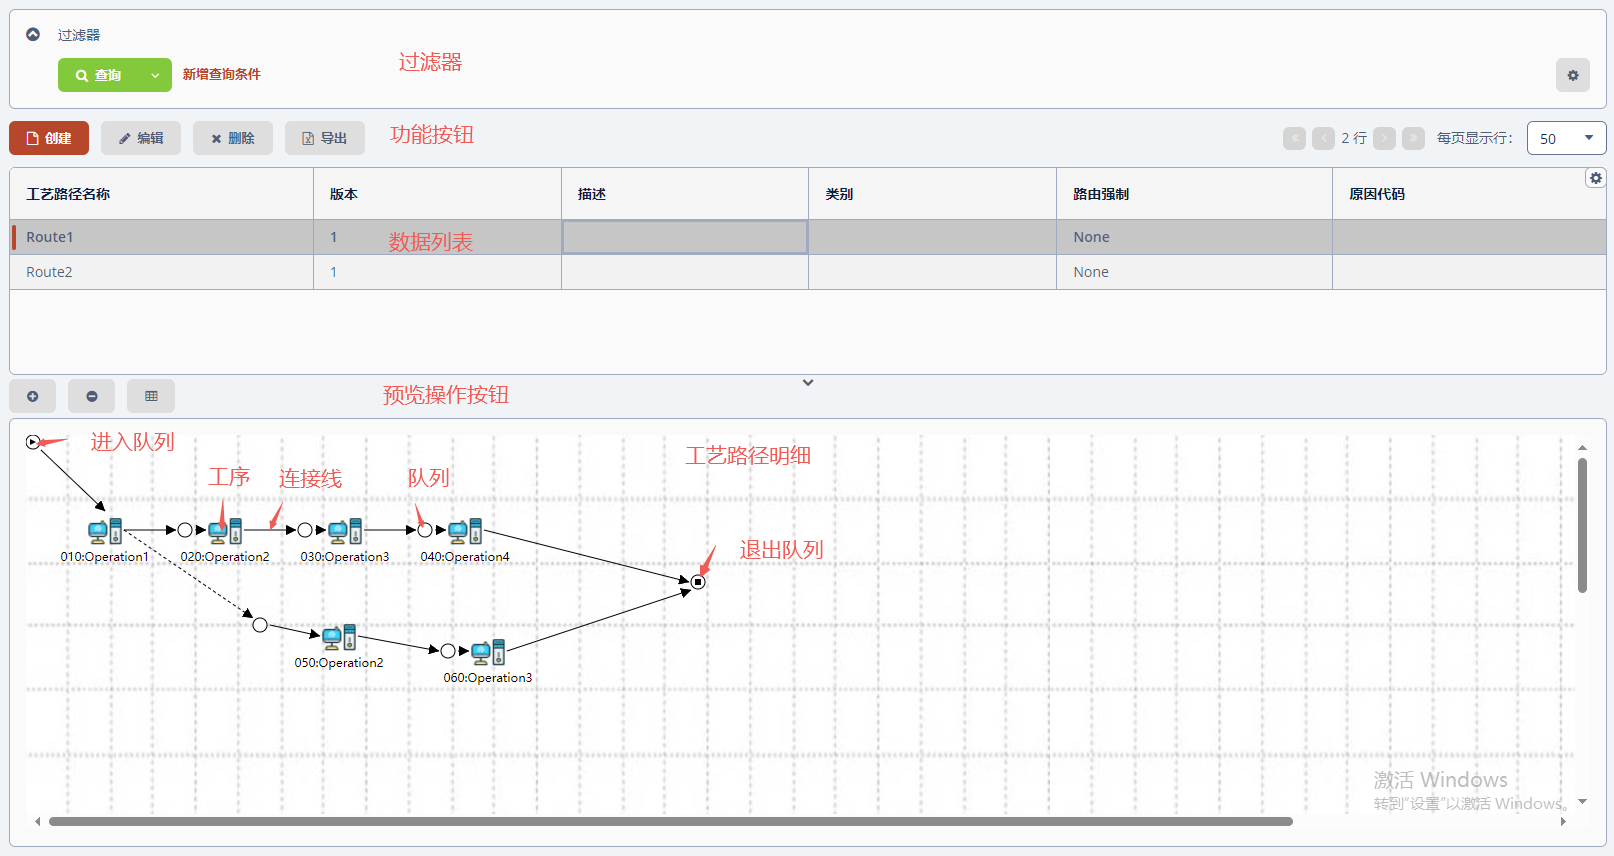 过滤器
查询
新增查询条件
过滤器
创建
编辑
删除
导出
功能按钮
2 行
每页显示行:
50
工艺路径名称
版本
描述
类别
路由强制
原因代码
Route1
1
数据列表
None
Route2
1
None
预览操作按钮
进入队列
工艺路径明细
工序
连接线
队列
010:Operation1
020:Operation2
030:Operation3
040:Operation4
退出队列
050:Operation2
060:Operation3
激活 Windows
转到"设置"以激活 Windows。